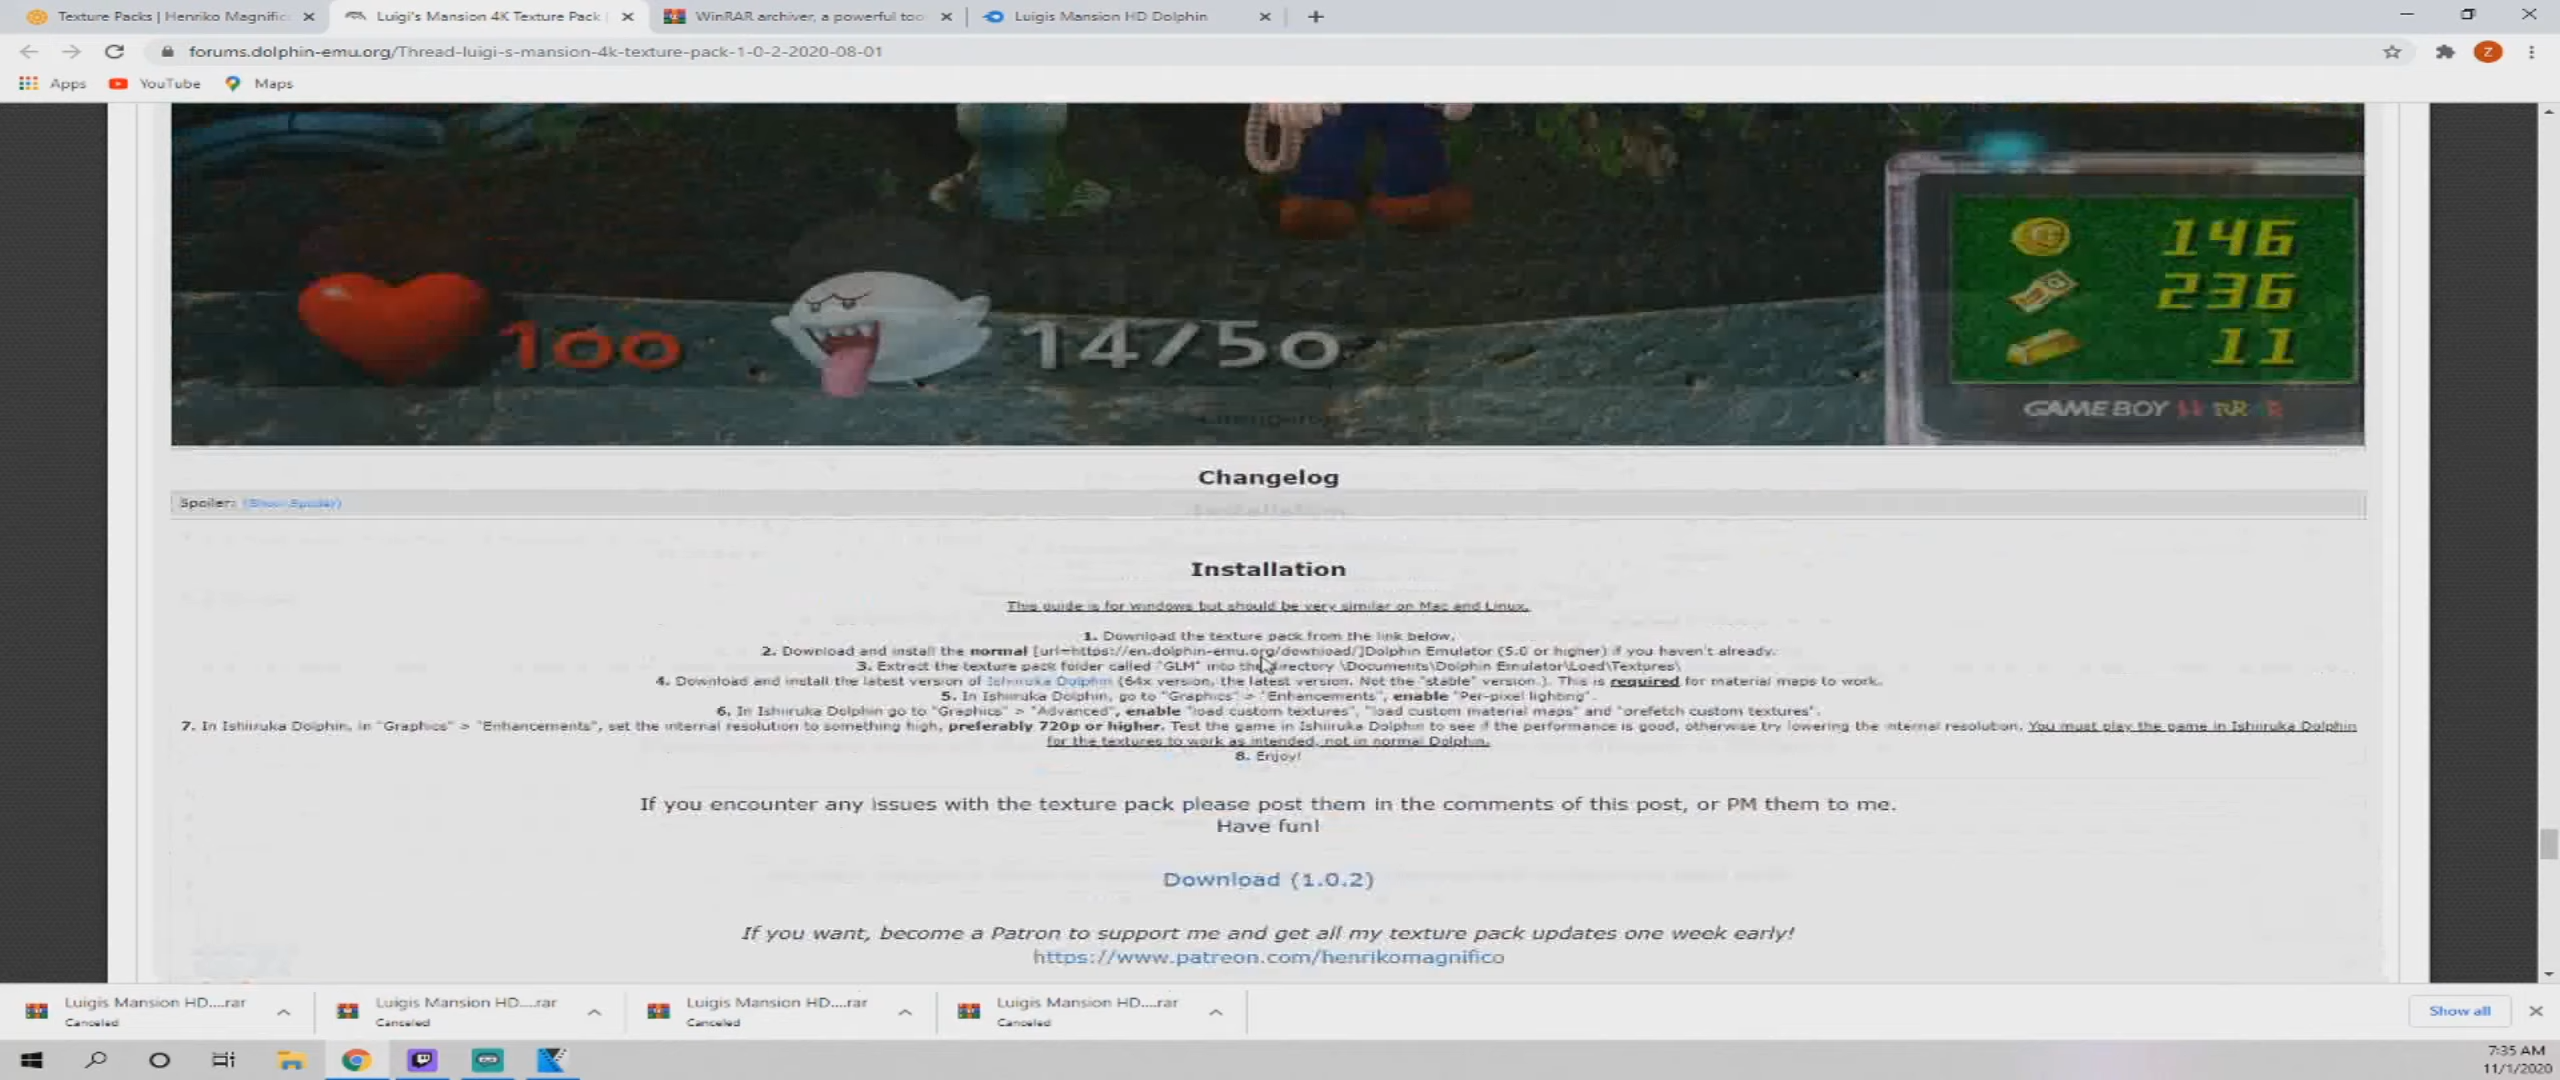 Texture Packs | Henriko Magnific
Luigi's Mansion 4K Texture Pack
WinRAR archiver, a powerful too
Luigis Mansion HD Dolphin
forums.dolphin-emu.org/Thread-luigi-s-mansion-4k-texture-pack-1-0-2-2020-08-01
Z
Apps
YouTube
Maps
100
14/50
146
236
11
GAME BOY
Changelog
Spoiler: (Show Spoiler)
Installation
This guide is for windows but should be very similar on Mac and Linux.
1. Download the texture pack from the link below.
2. Download and install the normal [url=https://en.dolphin-emu.org/download/]Dolphin Emulator (5.0 or higher) if you haven't already.
3. Extract the texture pack folder called "GLM" into the directory \Documents\Dolphin Emulator\Load\Textures\
4. Download and install the latest version of Ishiiruka Dolphin (64x version, the latest version. Not the "stable" version.). This is required for material maps to work.
5. In Ishiiruka Dolphin, go to "Graphics" > "Enhancements", enable "Per-pixel lighting".
6. In Ishiiruka Dolphin go to "Graphics" > "Advanced", enable "load custom textures", "load custom material maps" and "prefetch custom textures".
7. In Ishiiruka Dolphin, in "Graphics" > "Enhancements", set the internal resolution to something high, preferably 720p or higher. Test the game in Ishiiruka Dolphin to see if the performance is good, otherwise try lowering the internal resolution. You must play the game in Ishiiruka Dolphin
for the textures to work as intended, not in normal Dolphin.
8. Enjoy!
If you encounter any issues with the texture pack please post them in the comments of this post, or PM them to me.
Have fun!
Download (1.0.2)
If you want, become a Patron to support me and get all my texture pack updates one week early!
https://www.patreon.com/henrikomagnifico
Luigis Mansion HD....rar
Canceled
Luigis Mansion HD....rar
Canceled
Luigis Mansion HD....rar
Canceled
Luigis Mansion HD....rar
Canceled
Show all
7:35 AM
11/1/2020